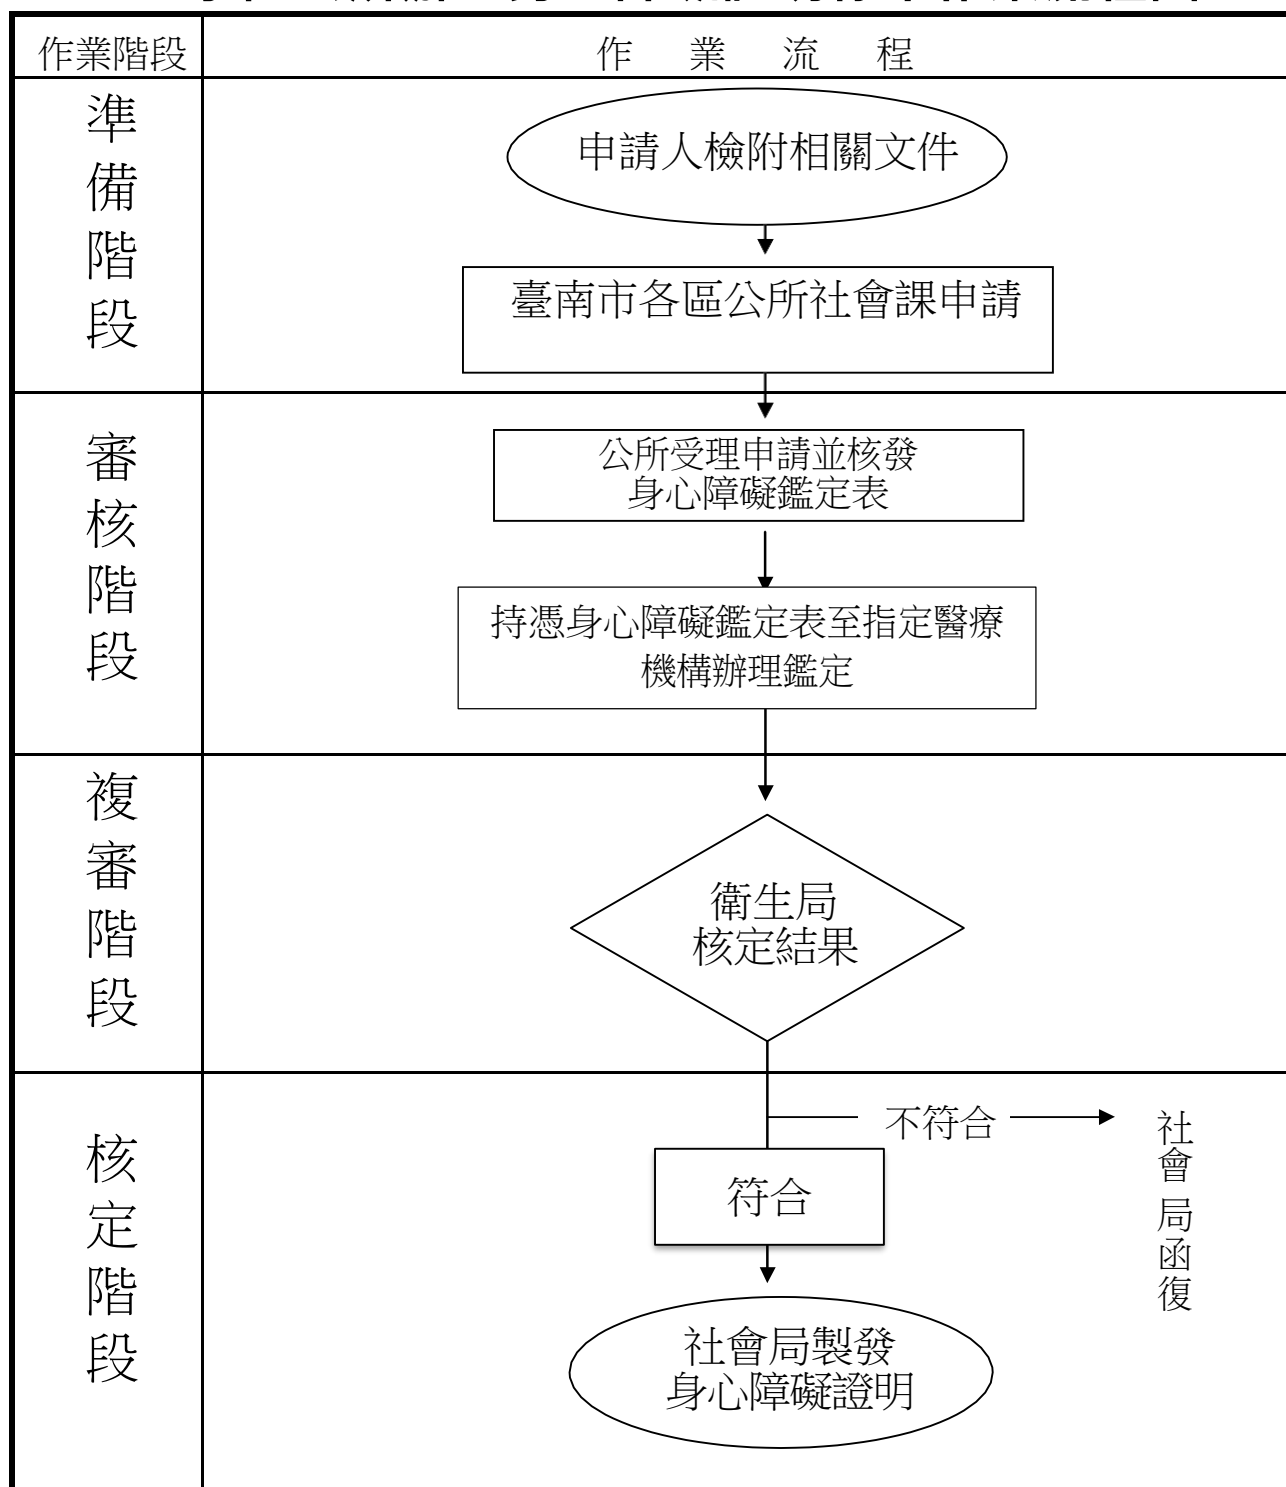 作業階段
作業流程
準備階段
申請人檢附相關文件
臺南市各區公所社會課申請
審核階段
公所受理申請並核發
身心障礙鑑定表
持憑身心障礙鑑定表至指定醫療
機構辦理鑑定
複審階段
衛生局
核定結果
核定階段
不符合
社會局函復
符合
社會局製發
身心障礙證明